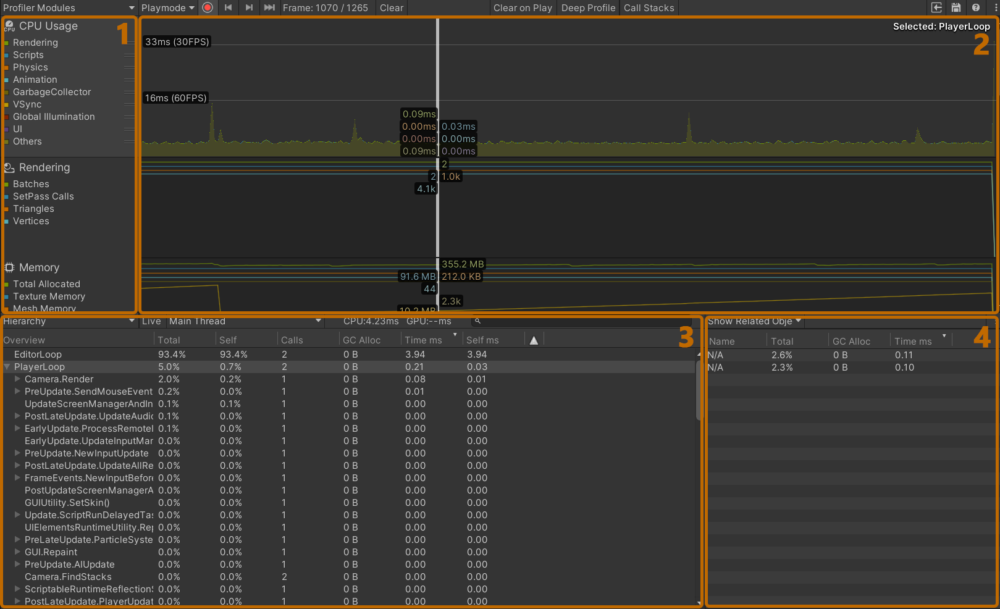 Profiler Modules Playmode Frame: 1070 / 1265 Clear Clear on Play Deep Profile Call Stacks
1
CPU Usage
CPU
Rendering
Scripts
Physics
Animation
GarbageCollector
VSync
Global Illumination
UI
Others
Rendering
Batches
SetPass Calls
Triangles
Vertices
Memory
Total Allocated
Texture Memory
Mesh Memory
Selected: PlayerLoop
2
33ms (30FPS)
16ms (60FPS)
0.09ms
0.00ms 0.03ms
0.00ms 0.00ms
0.09ms 0.00ms
2
2 1.0k
4.1k
355.2 MB
91.6 MB 212.0 KB
44
2.3k
10.2 MB
Hierarchy Live Main Thread CPU:4.23ms GPU:--ms
3
Overview Total Self Calls GC Alloc Time ms Self ms
EditorLoop 93.4% 93.4% 2 0 B 3.94 3.94
PlayerLoop 5.0% 0.7% 2 0 B 0.21 0.03
Camera.Render 2.0% 0.2% 1 0 B 0.08 0.01
PreUpdate.SendMouseEvent 0.2% 0.0% 1 0 B 0.01 0.00
UpdateScreenManagerAndIn 0.1% 0.1% 1 0 B 0.00 0.00
PostLateUpdate.UpdateAudio 0.1% 0.0% 1 0 B 0.00 0.00
EarlyUpdate.ProcessRemoteI 0.1% 0.0% 1 0 B 0.00 0.00
EarlyUpdate.UpdateInputMar 0.0% 0.0% 1 0 B 0.00 0.00
PreUpdate.NewInputUpdate 0.0% 0.0% 1 0 B 0.00 0.00
PostLateUpdate.UpdateAllRe 0.0% 0.0% 1 0 B 0.00 0.00
FrameEvents.NewInputBefore 0.0% 0.0% 1 0 B 0.00 0.00
PostUpdateScreenManagerA 0.0% 0.0% 1 0 B 0.00 0.00
GUIUtility.SetSkin() 0.0% 0.0% 1 0 B 0.00 0.00
Update.ScriptRunDelayedTas 0.0% 0.0% 1 0 B 0.00 0.00
UIElementsRuntimeUtility.Rep 0.0% 0.0% 1 0 B 0.00 0.00
PreLateUpdate.ParticleSyste 0.0% 0.0% 1 0 B 0.00 0.00
GUI.Repaint 0.0% 0.0% 1 0 B 0.00 0.00
PreUpdate.AIUpdate 0.0% 0.0% 1 0 B 0.00 0.00
Camera.FindStacks 0.0% 0.0% 2 0 B 0.00 0.00
ScriptableRuntimeReflectionS 0.0% 0.0% 1 0 B 0.00 0.00
PostLateUpdate.PlayerUpdat 0.0% 0.0% 1 0 B 0.00 0.00
Show Related Obje
4
Name Total GC Alloc Time ms
N/A 2.6% 0 B 0.11
N/A 2.3% 0 B 0.10